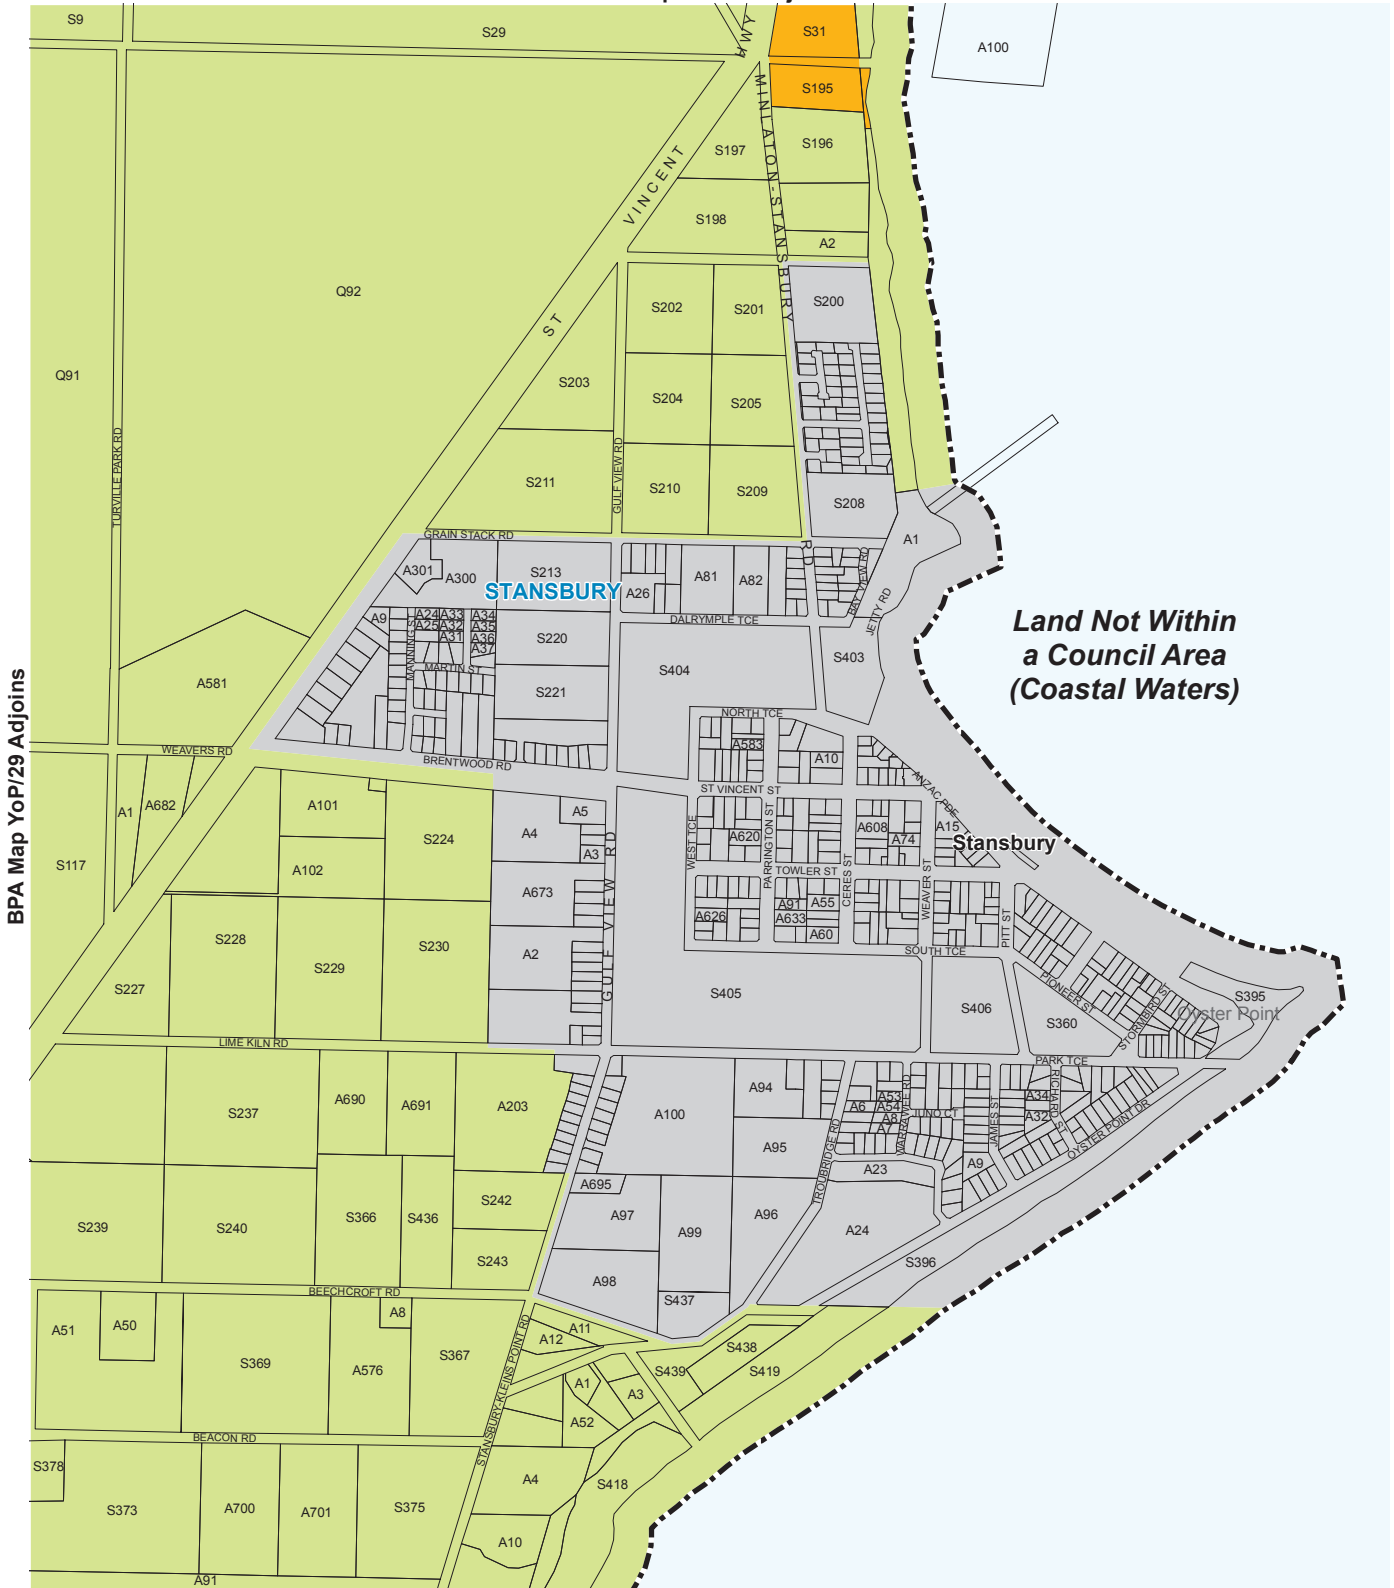 S9
S29
HWY
S31
A100
S195
MINLATON-STANSBURY
RD
S196
S197
VINCENT
S198
A2
Q92
ST
S202
S201
S200
Q91
S203
S204
S205
TURVILLE PARK RD
GULF VIEW RD
S211
S210
S209
S208
GRAIN STACK RD
A1
A301
A300
S213
STANSBURY
A26
A81
A82
BAY VIEW RD
JETTY RD
A9
MANNING ST
A24
A33
A34
A25
A32
A35
A31
A36
A37
DALRYMPLE TCE
S220
MARTIN ST
S404
S403
Land Not Within
a Council Area
(Coastal Waters)
A581
S221
NORTH TCE
A583
A10
WEAVERS RD
BRENTWOOD RD
ST VINCENT ST
ANZAC PDE
BPA Map YoP/29 Adjoins
A1
A682
A101
S224
A4
A5
A3
GULF VIEW RD
WEST TCE
A620
PARRINGTON ST
A608
A74
A15
Stansbury
S117
A102
TOWLER ST
CERES ST
WEAVER ST
A673
A626
A91
A55
A633
A60
PITT ST
S228
S230
A2
SOUTH TCE
S229
S227
S405
S406
PIONEER ST
S360
STORMBIRD ST
S395
Oyster Point
LIME KILN RD
PARK TCE
S237
A690
A691
A203
A100
A94
A6
A53
A54
A8
A7
WARRAWEE RD
JUNO CT
JAMES ST
A34
A32
RICHARD ST
OYSTER POINT DR
A95
TROUBRIDGE RD
A23
A9
S239
S240
S366
S436
S242
A695
A97
A99
A96
A24
S243
A98
S396
BEECHCROFT RD
S437
A51
A50
A8
A11
A12
S369
A576
S367
STANSBURY-KLEINS POINT RD
S438
S439
S419
A1
A3
A52
BEACON RD
S378
S373
A700
A701
S375
A4
S418
A10
A91